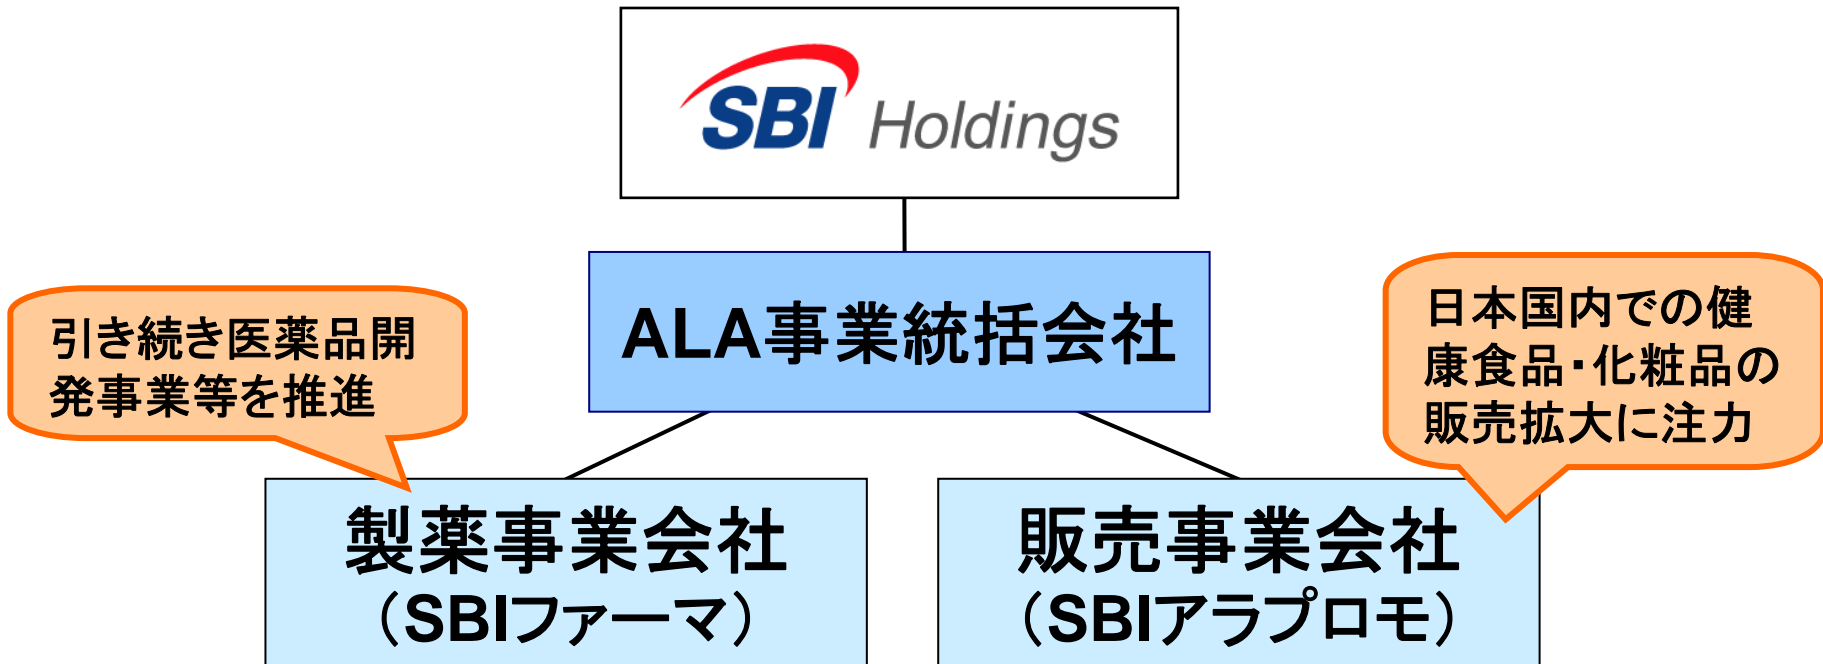 SBI Holdings
ALA事業統括会社
引き続き医薬品開
発事業等を推進
日本国内での健
康食品・化粧品の
販売拡大に注力
製薬事業会社
（SBIファーマ）
販売事業会社
（SBIアラプロモ）